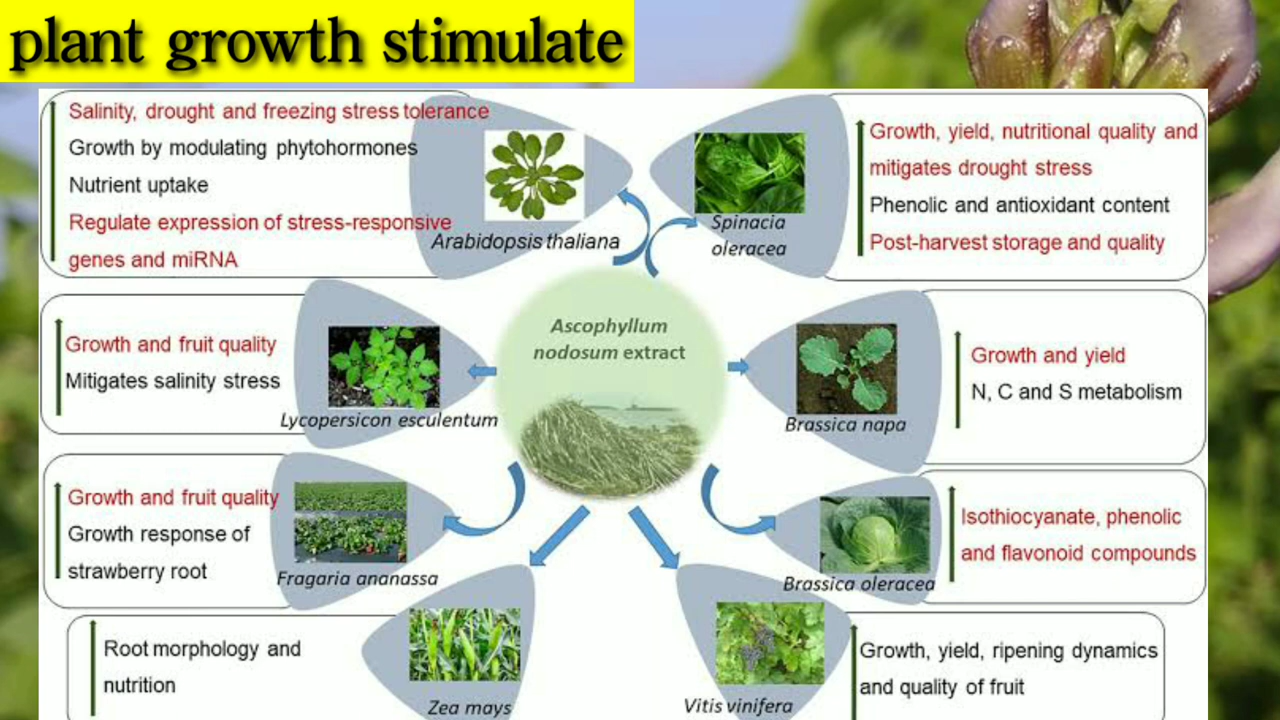 plant growth stimulate
Salinity, drought and freezing stress tolerance
Growth by modulating phytohormones
Nutrient uptake
Regulate expression of stress-responsive
genes and miRNA
Arabidopsis thaliana
Spinacia
oleracea
Growth, yield, nutritional quality and
mitigates drought stress
Phenolic and antioxidant content
Post-harvest storage and quality
Growth and fruit quality
Mitigates salinity stress
Lycopersicon esculentum
Ascophyllum
nodosum extract
Brassica napa
Growth and yield
N, C and S metabolism
Growth and fruit quality
Growth response of
strawberry root
Fragaria ananassa
Brassica oleracea
Isothiocyanate, phenolic
and flavonoid compounds
Root morphology and
nutrition
Zea mays
Vitis vinifera
Growth, yield, ripening dynamics
and quality of fruit